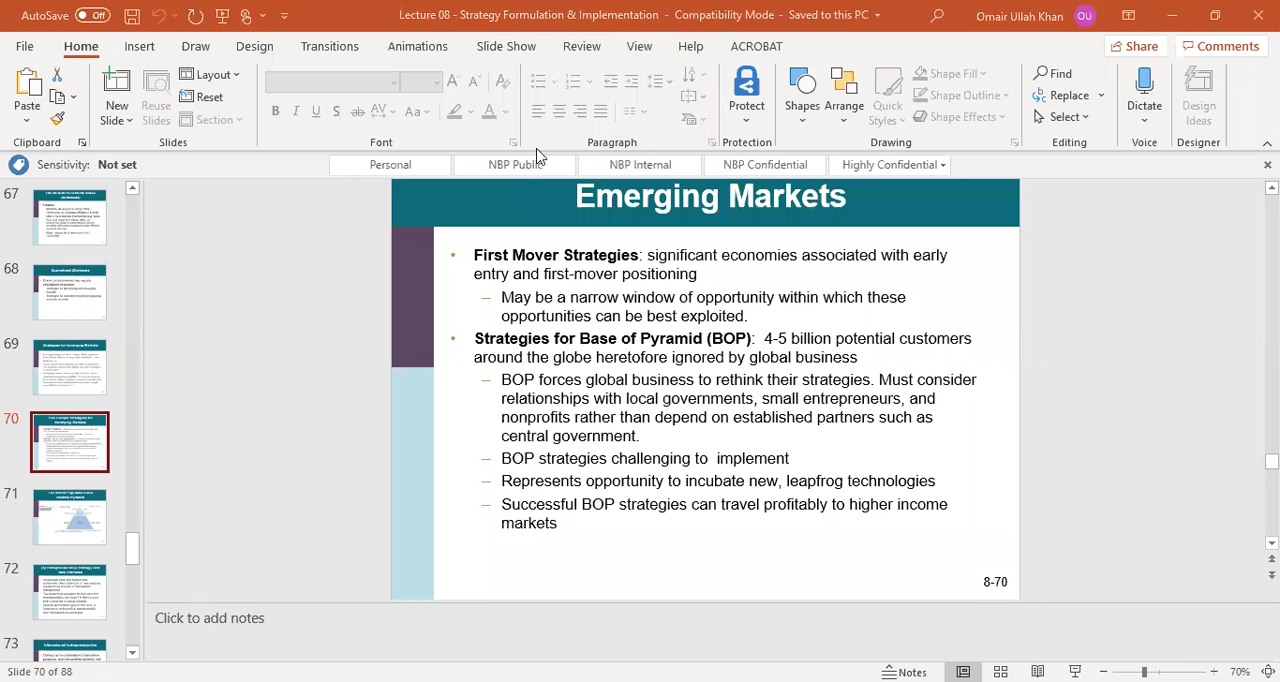 AutoSave Off
Lecture 08 - Strategy Formulation & Implementation - Compatibility Mode - Saved to this PC
Omair Ullah Khan OU
File Home Insert Draw Design Transitions Animations Slide Show Review View Help ACROBAT Share Comments
Paste
New Slide
Reuse Slides
Layout
Reset
Section
Protect
Shapes Arrange
Quick Styles
Shape Fill
Shape Outline
Shape Effects
Find
Replace
Select
Dictate
Design Ideas
Clipboard Slides Font Paragraph Protection Drawing Editing Voice Designer
Sensitivity: Not set Personal NBP Public NBP Internal NBP Confidential Highly Confidential
67
68
69
70
71
72
73
Emerging Markets
• First Mover Strategies: significant economies associated with early
entry and first-mover positioning
– may be a narrow window of opportunity within which these
opportunities can be best exploited.
• Strategies for Base of Pyramid (BOP)
billion potential customers
the globe heretofore ignored by
business
– BOP forces global business to rethink their strategies. Must consider
relationships with local governments, small entrepreneurs, and
rather than depend on established partners such as
government.
– BOP strategies challenging to implement
– Represents opportunity to incubate new, leapfrog technologies
– Successful BOP strategies can travel profitably to higher income
markets
8-70
Click to add notes
Slide 70 of 88 Notes 70%